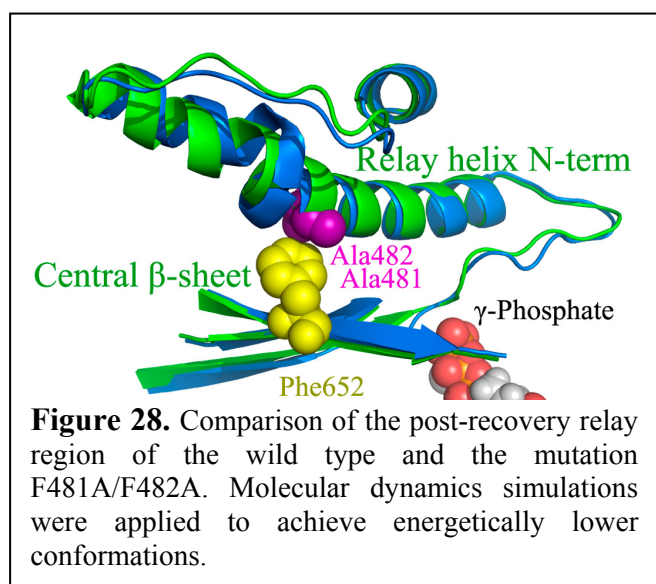 Relay helix N-term
Ala482
Ala481
Central β-sheet
γ-Phosphate
Phe652
Figure 28. Comparison of the post-recovery relay
region of the wild type and the mutation
F481A/F482A. Molecular dynamics simulations
were applied to achieve energetically lower
conformations.